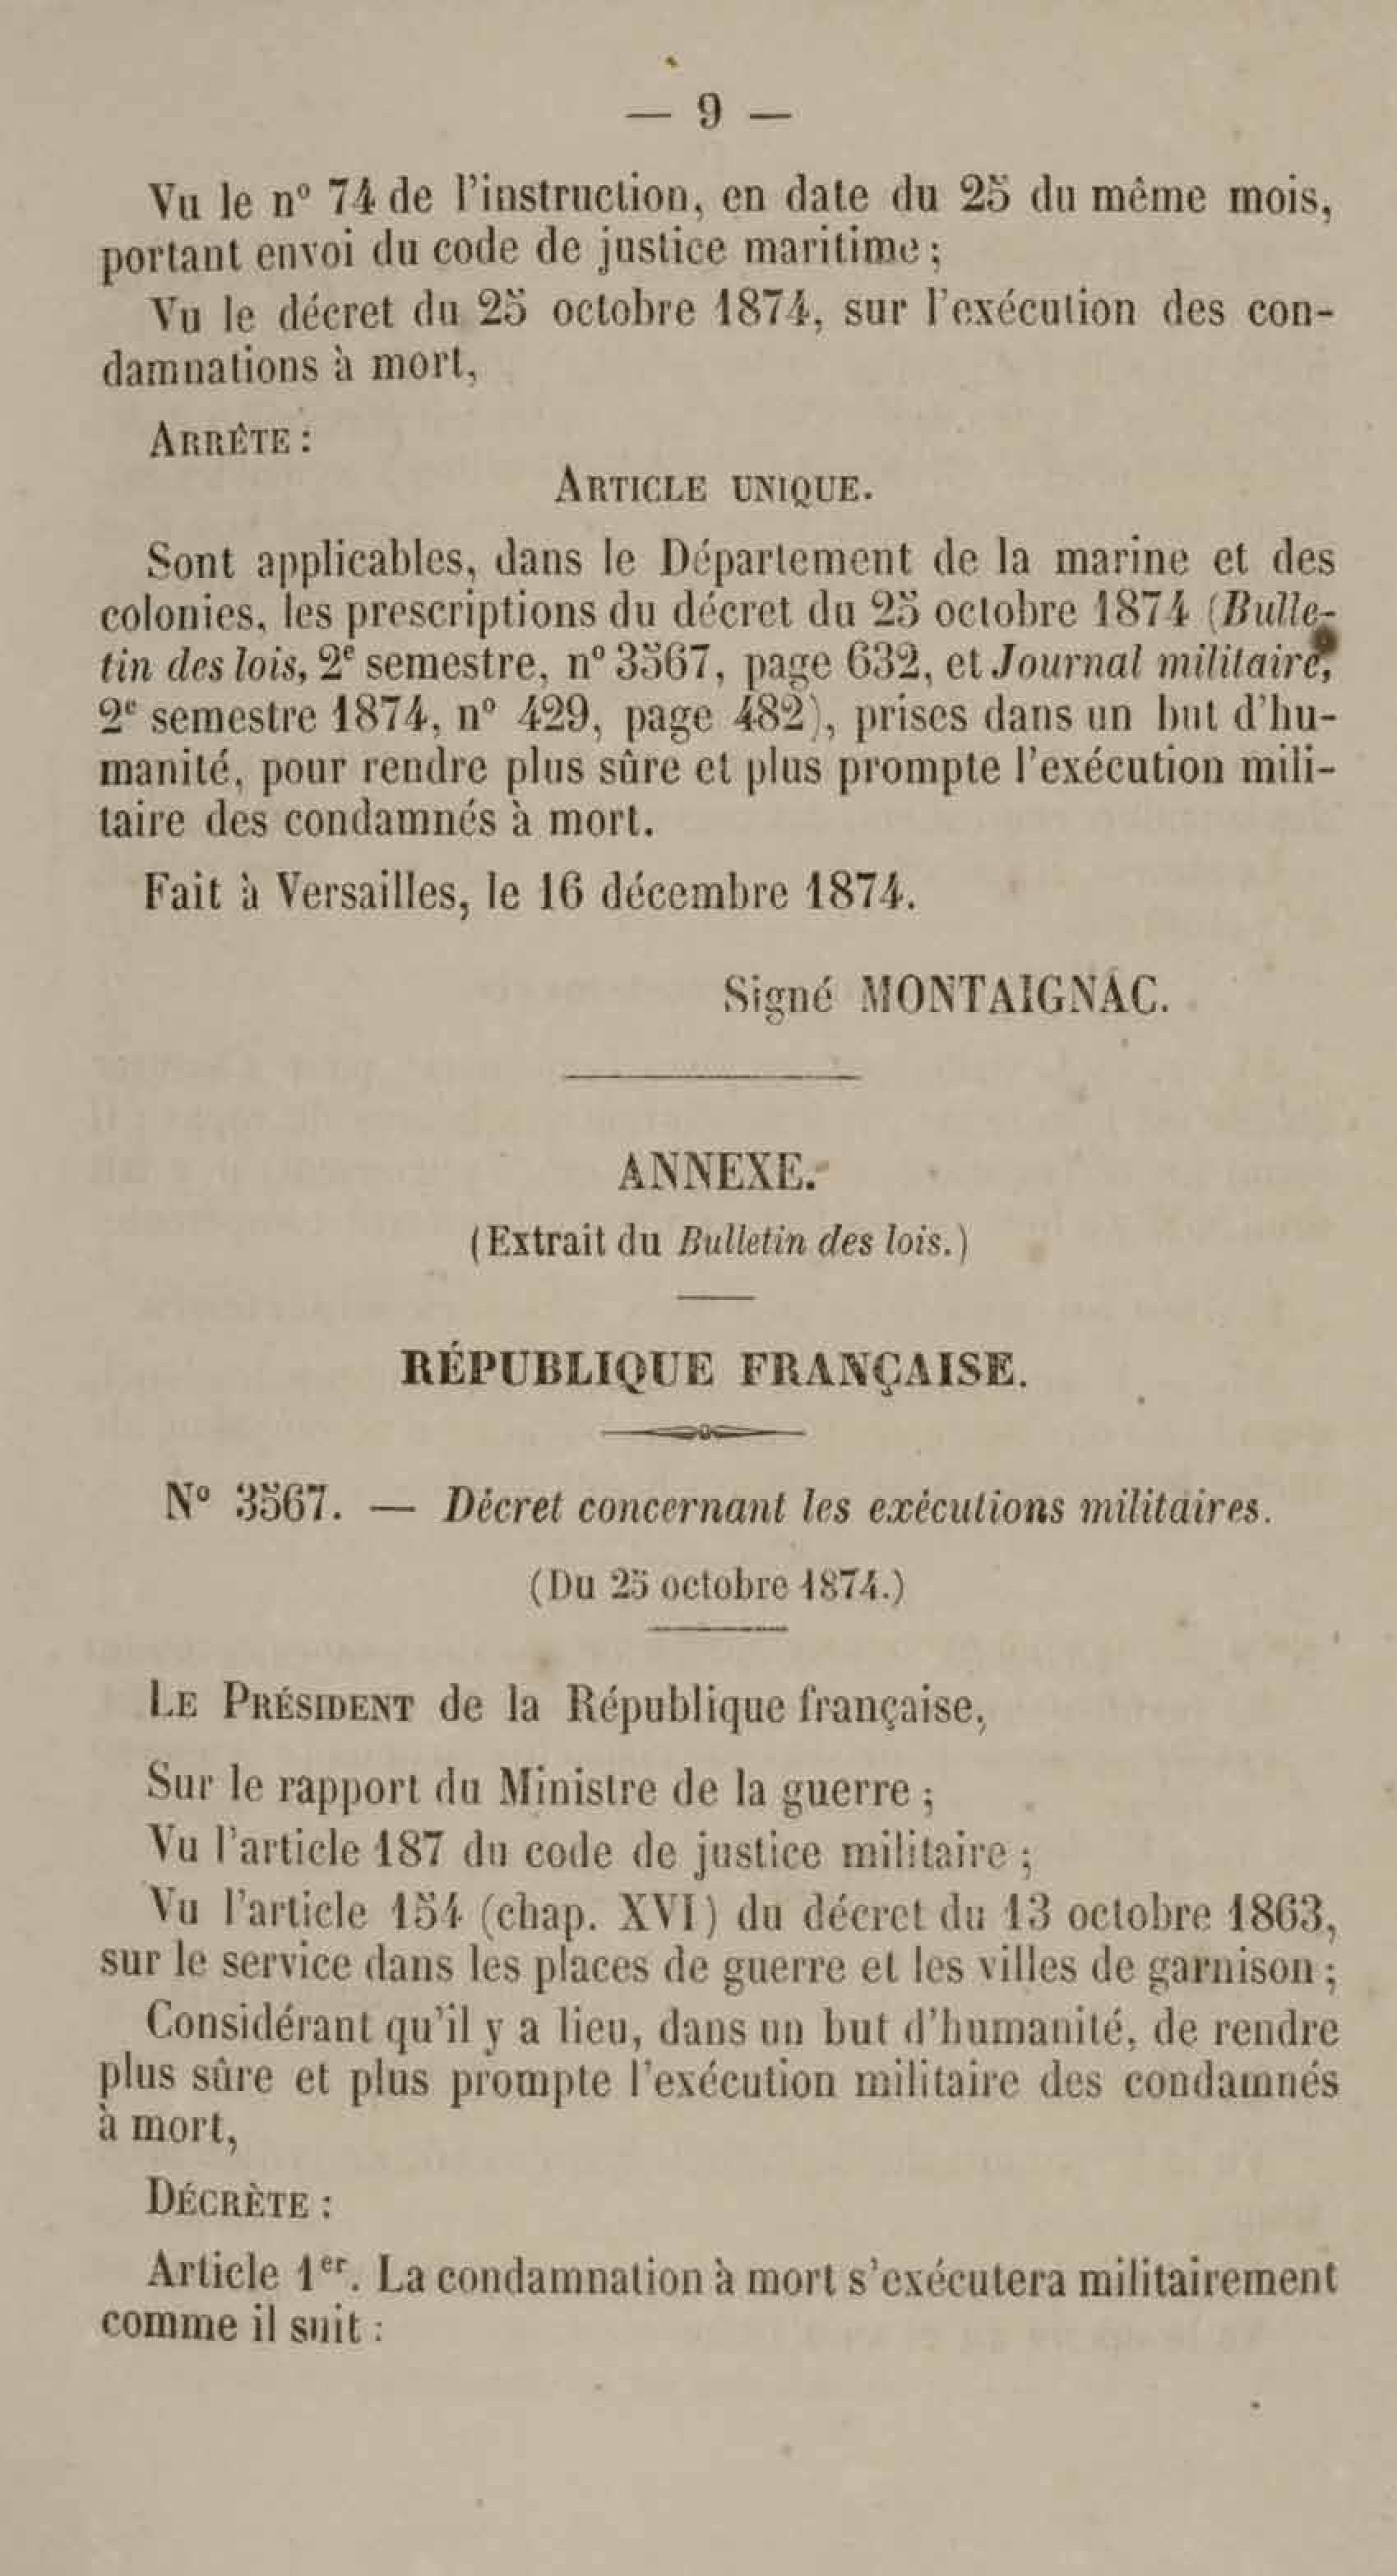 — 9 —
Vu le nº 74 de l'instruction, en date du 25 du même mois,
portant envoi du code de justice maritime ;
Vu le décret du 25 octobre 1874, sur l'exécution des con-
damnations à mort,
ARRÊTE :
ARTICLE UNIQUE.
Sont applicables, dans le Département de la marine et des
colonies, les prescriptions du décret du 25 octobre 1874 (Bulle-
tin des lois, 2e semestre, nº 3567, page 632, et Journal militaire,
2e semestre 1874, nº 429, page 482), prises dans un but d'hu-
manité, pour rendre plus sûre et plus prompte l'exécution mili-
taire des condamnés à mort.
Fait à Versailles, le 16 décembre 1874.
Signé MONTAIGNAC.
ANNEXE.
(Extrait du Bulletin des lois.)
RÉPUBLIQUE FRANÇAISE.
Nº 3567. — Décret concernant les exécutions militaires.
(Du 25 octobre 1874.)
LE PRÉSIDENT de la République française,
Sur le rapport du Ministre de la guerre ;
Vu l'article 187 du code de justice militaire ;
Vu l'article 154 (chap. XVI) du décret du 13 octobre 1863,
sur le service dans les places de guerre et les villes de garnison ;
Considérant qu'il y a lieu, dans un but d'humanité, de rendre
plus sûre et plus prompte l'exécution militaire des condamnés
à mort,
DÉCRÈTE :
Article 1er. La condamnation à mort s'exécutera militairement
comme il suit :